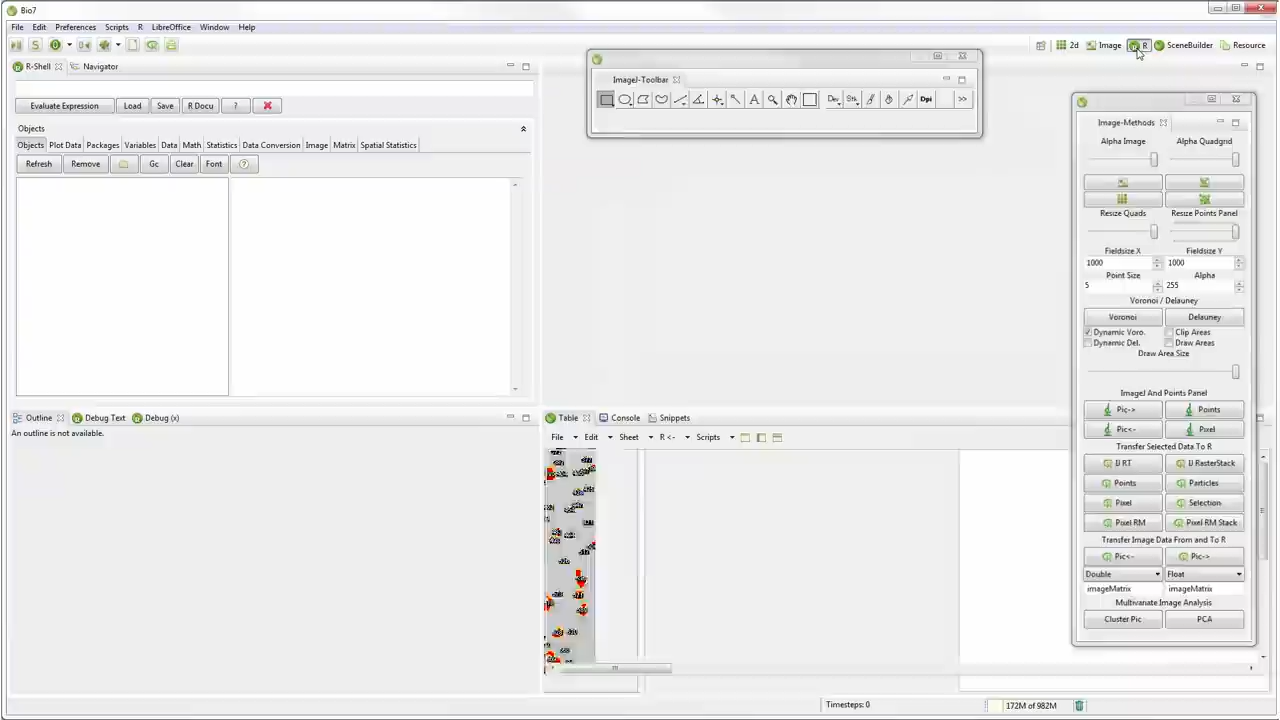 Bio7
File Edit Preferences Scripts R LibreOffice Window Help
2d Image R SceneBuilder Resource
R-Shell Navigator
Evaluate Expression Load Save R Docu ?
Objects
Objects Plot Data Packages Variables Data Math Statistics Data Conversion Image Matrix Spatial Statistics
Refresh Remove Gc Clear Font ?
ImageJ-Toolbar
A Dev Stk Dpi >>
Image-Methods
Alpha Image Alpha Quadgrid
Resize Quads Resize Points Panel
Fieldsize X Fieldsize Y
1000 1000
Point Size Alpha
5 255
Voronoi / Delauney
Voronoi Delauney
Dynamic Voro. Clip Areas
Dynamic Del. Draw Areas
Draw Area Size
ImageJ And Points Panel
Pic-> Points
Pic<- Pixel
Transfer Selected Data To R
IJ RT IJ RasterStack
Points Particles
Pixel Selection
Pixel RM Pixel RM Stack
Transfer Image Data From and To R
Pic<- Pic->
Double Float
imageMatrix imageMatrix
Multivariate Image Analysis
Cluster Pic PCA
Outline Debug Text Debug (x)
An outline is not available.
Table Console Snippets
File Edit Sheet R <- Scripts
Timesteps: 0 172M of 982M